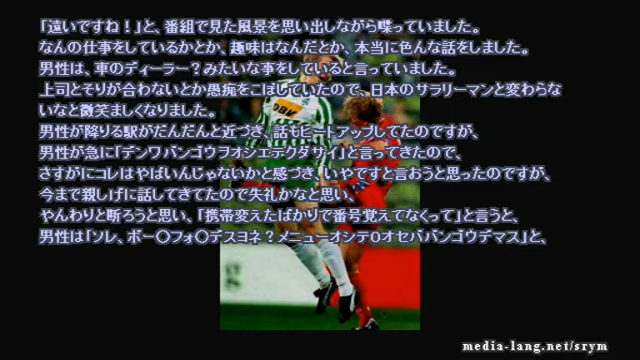 「遠いですね！」と、番組で見た風景を思い出しながら喋っていました。
なんの仕事をしているかとか、趣味はなんだとか、本当に色んな話をしました。
男性は、車のディーラー？みたいな事をしていると言っていました。
上司とそりが合わないとか愚痴をこぼしていたので、日本のサラリーマンと変わらな
いなと微笑ましくなりました。
男性が降りる駅がだんだんと近づき、話もヒートアップしてたのですが、
男性が急に「デンワバンゴウヲオシエテクダサイ」と言ってきたので、
さすがにコレはやばいんじゃないかと感づき、いやですと言おうと思ったのですが、
今まで親しげに話してきてたので失礼かなと思い、
やんわりと断ろうと思い、「携帯変えたばかりで番号覚えてなくって」と言うと、
男性は「ソレ、ボー〇フォ〇デスヨネ？メニューオシテ0オセババンゴウデマス」と、
DBV
media-lang.net/srym